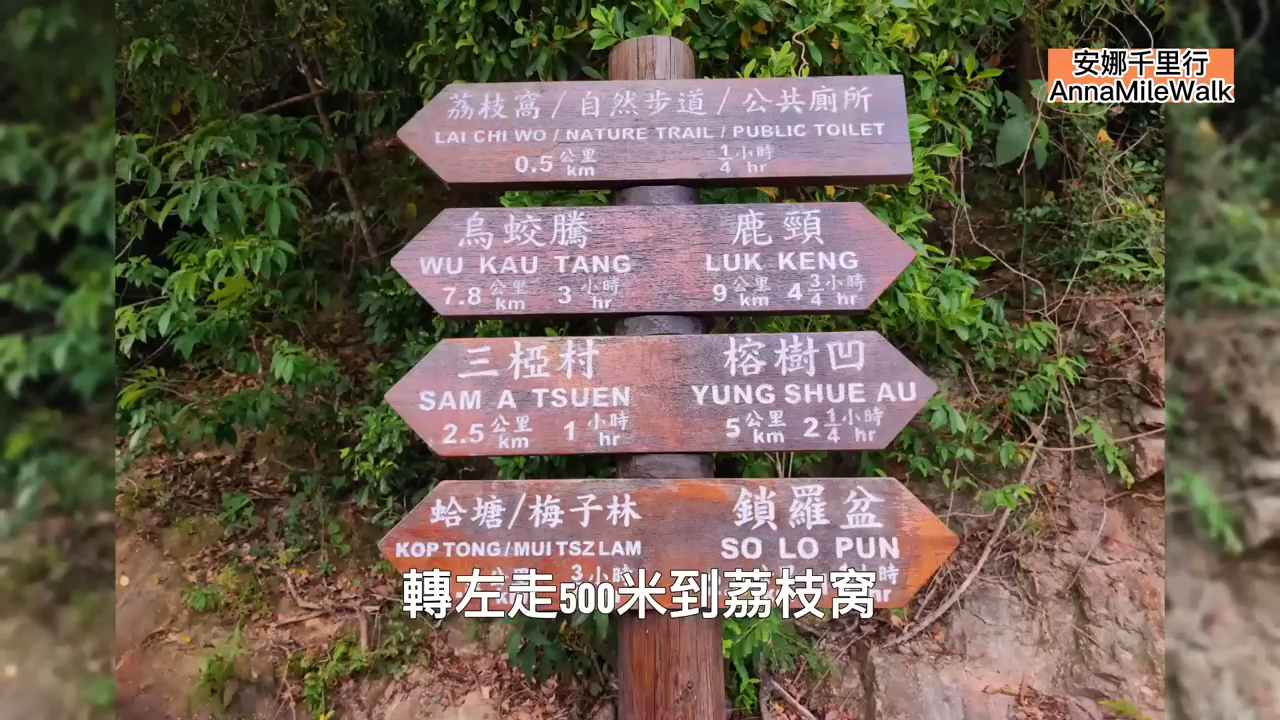 安娜千里行
AnnaMileWalk
荔枝窩/自然步道/公共廁所
LAI CHI WO/NATURE TRAIL/PUBLIC TOILET
0.5 公里 km 1/4 小時 hr
烏蛟騰 鹿頸
WU KAU TANG LUK KENG
7.8 公里 km 3 小時 hr 9 公里 km 4 3/4 小時 hr
三椏村 榕樹凹
SAM A TSUEN YUNG SHUE AU
2.5 公里 km 1 小時 hr 5 公里 km 2 1/4 小時 hr
蛤塘/梅子林 鎖羅盆
KOP TONG/MUI TSZ LAM SO LO PUN
轉左走500米到荔枝窝